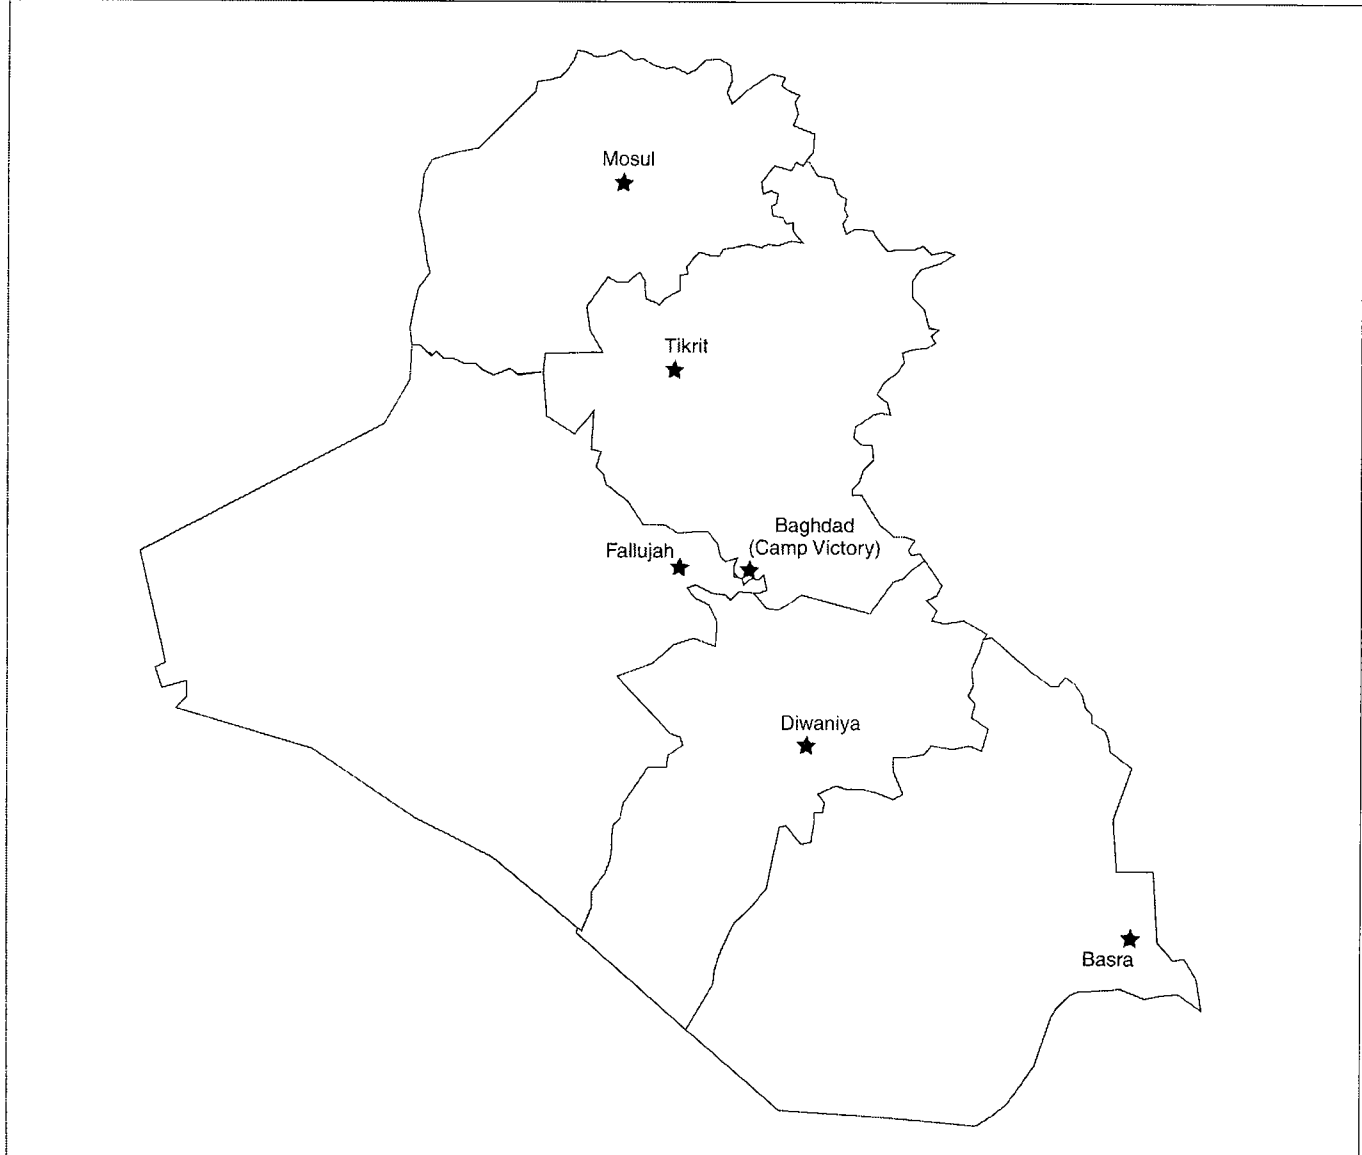 Mosul
Tikrit
Baghdad
(Camp Victory)
Fallujah
Diwaniya
Basra